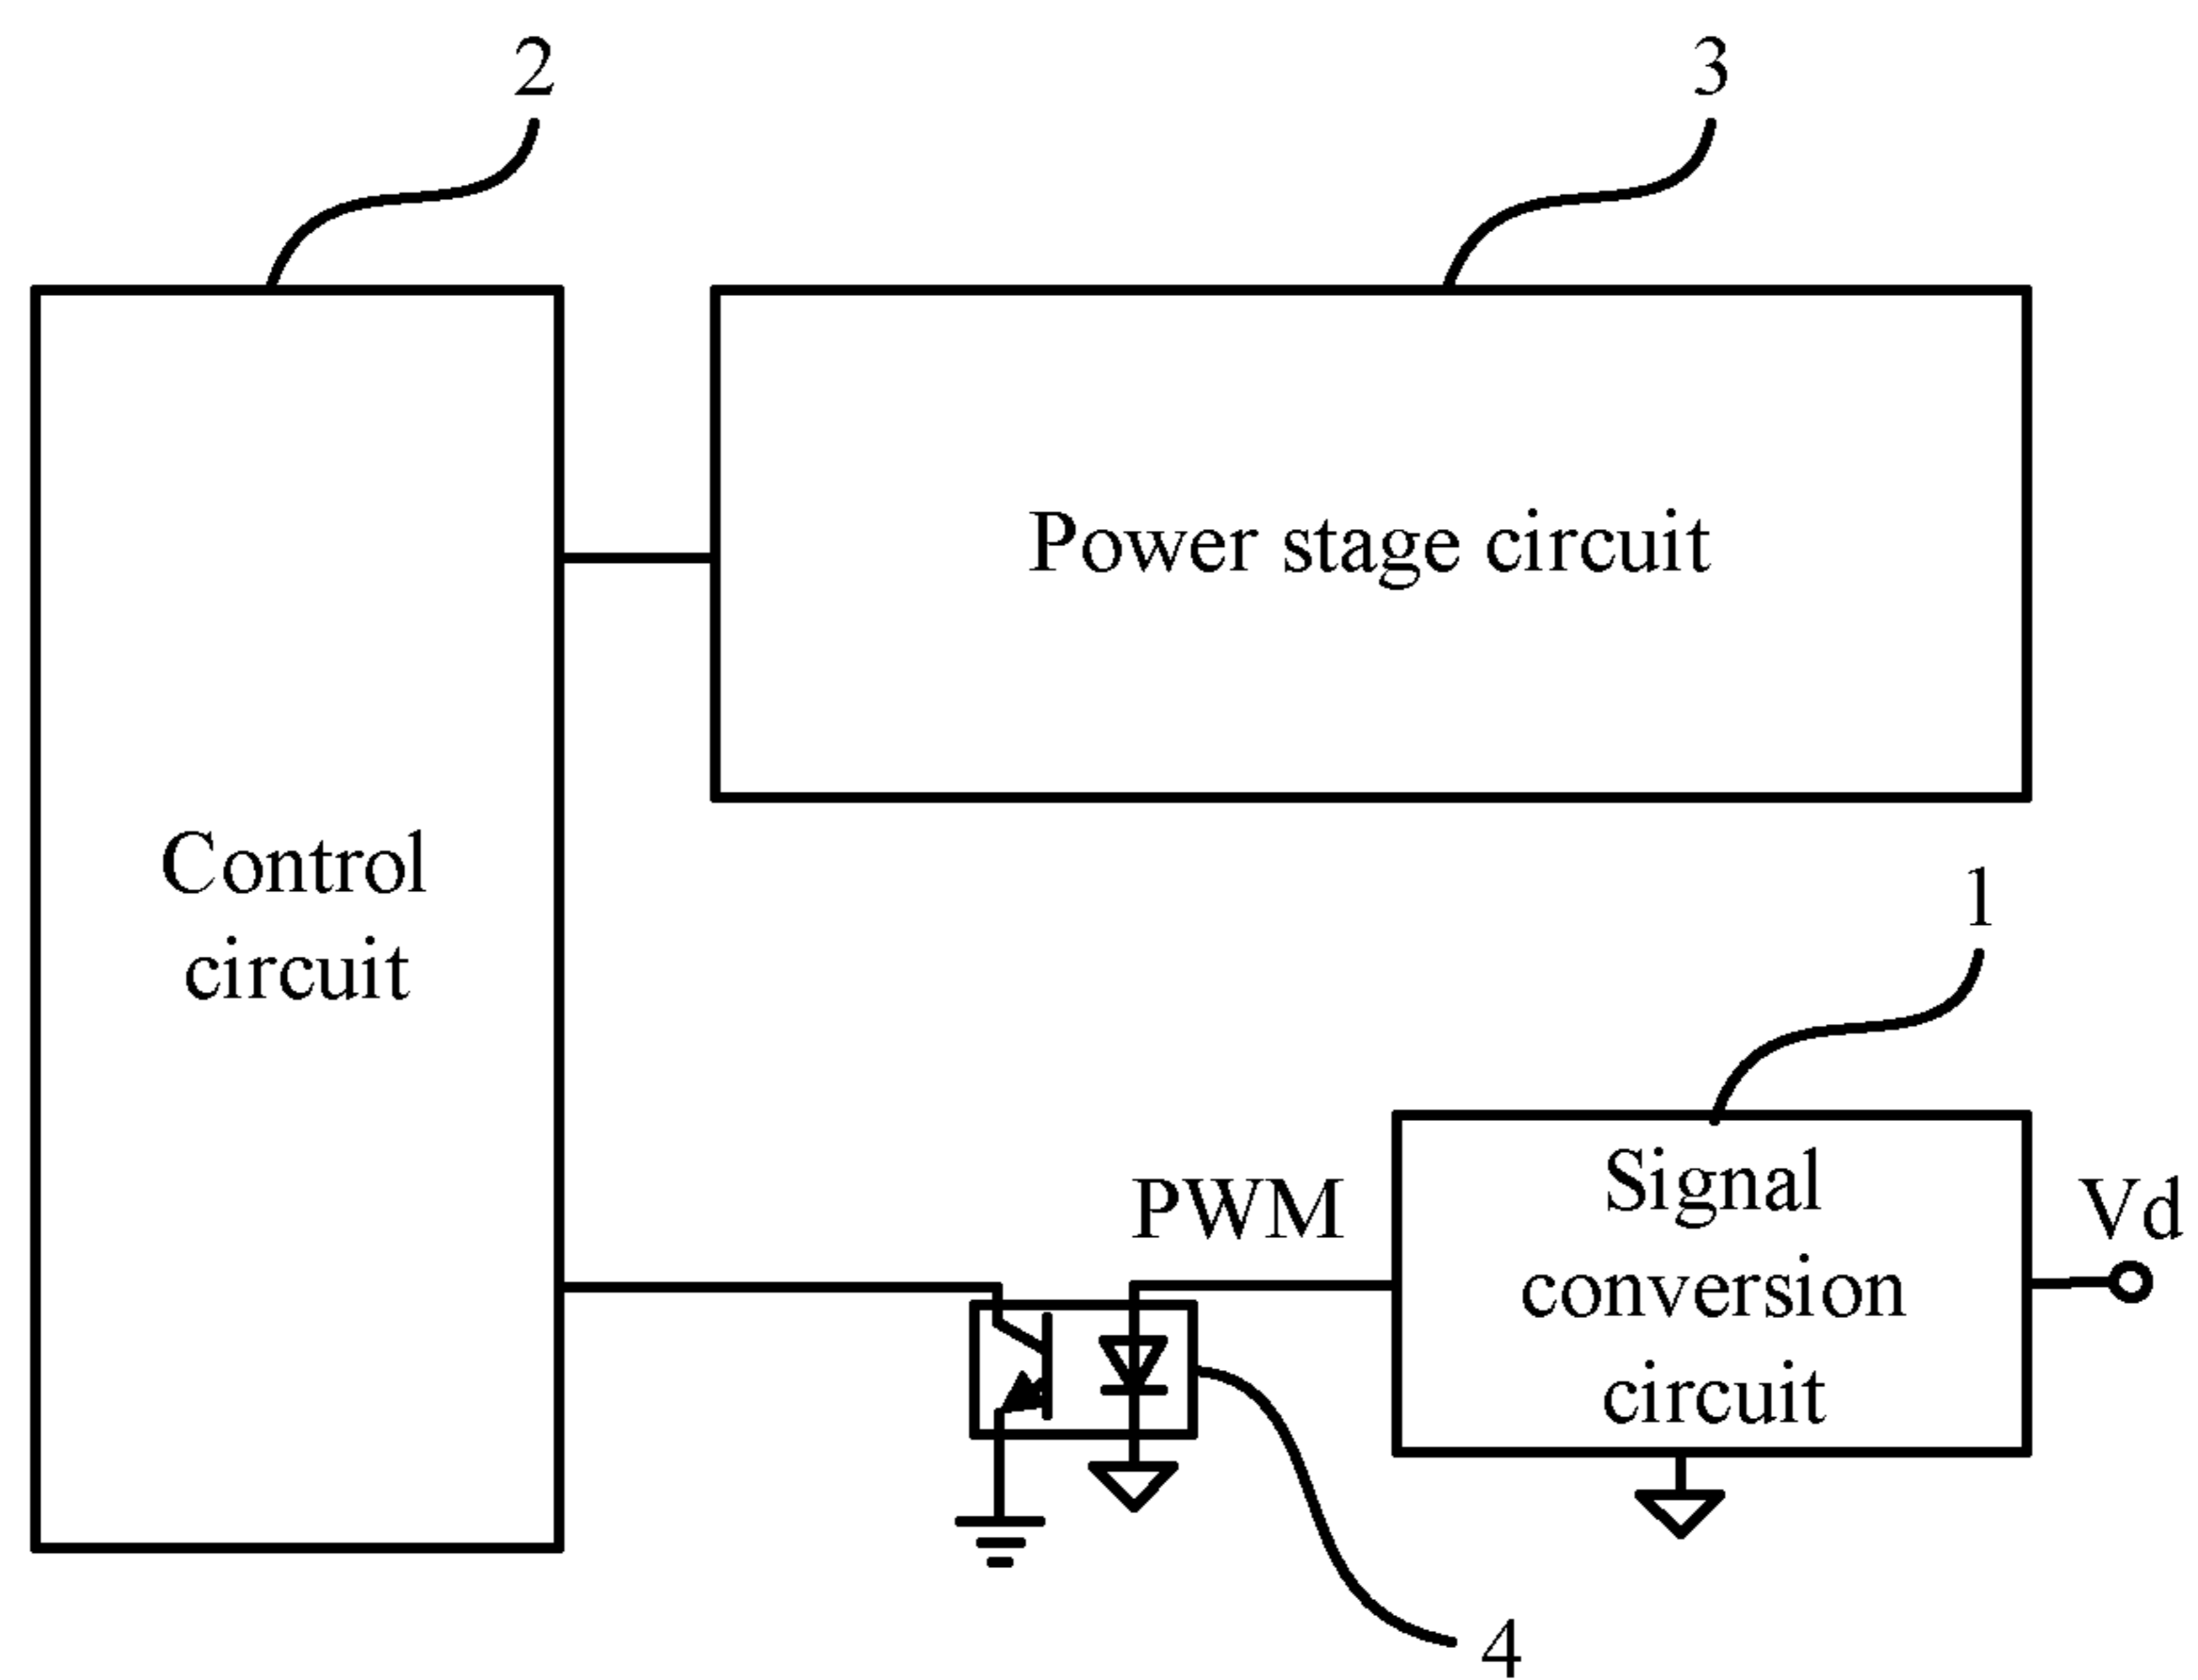 2
3
Power stage circuit
Control
circuit
1
PWM
Signal
conversion
circuit
Vd
4